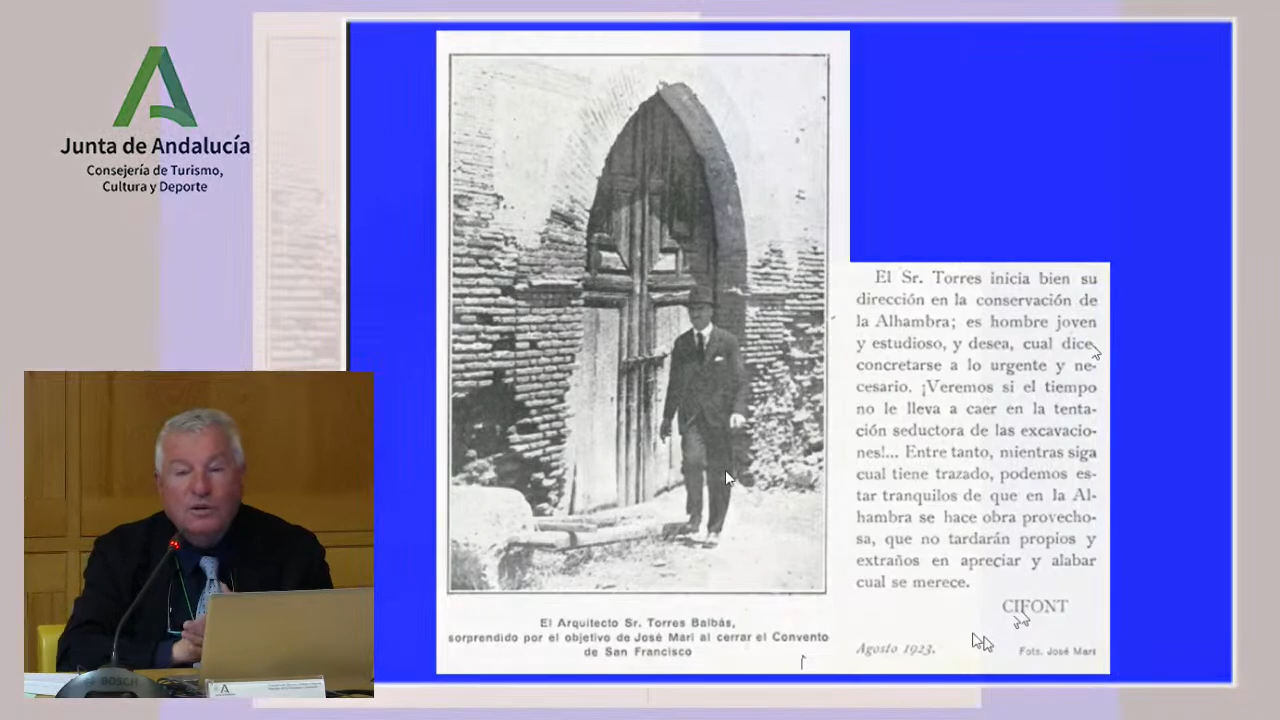 Junta de Andalucía
Consejería de Turismo,
Cultura y Deporte
El Arquitecto Sr. Torres Balbás,
sorprendido por el objetivo de José Mari al cerrar el Convento
de San Francisco
El Sr. Torres inicia bien su
dirección en la conservación de
la Alhambra; es hombre joven
y estudioso, y desea, cual dice,
concretarse a lo urgente y ne-
cesario. ¡Veremos si el tiempo
no le lleva a caer en la tenta-
ción seductora de las excavacio-
nes!... Entre tanto, mientras siga
cual tiene trazado, podemos es-
tar tranquilos de que en la Al-
hambra se hace obra provecho-
sa, que no tardarán propios y
extraños en apreciar y alabar
cual se merece.
CIFONT
Agosto 1923.
Fots. José Mari
BOSCH